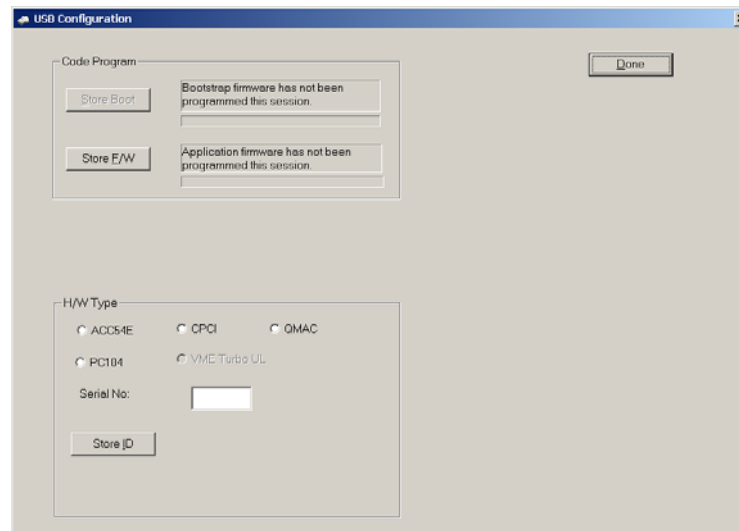 USB Configuration
Code Program
Done
Store Boot
Bootstrap firmware has not been
programmed this session.
Store F/W
Application firmware has not been
programmed this session.
H/W Type
ACC54E
CPCI
QMAC
PC104
VME Turbo UL
Serial No:
Store ID